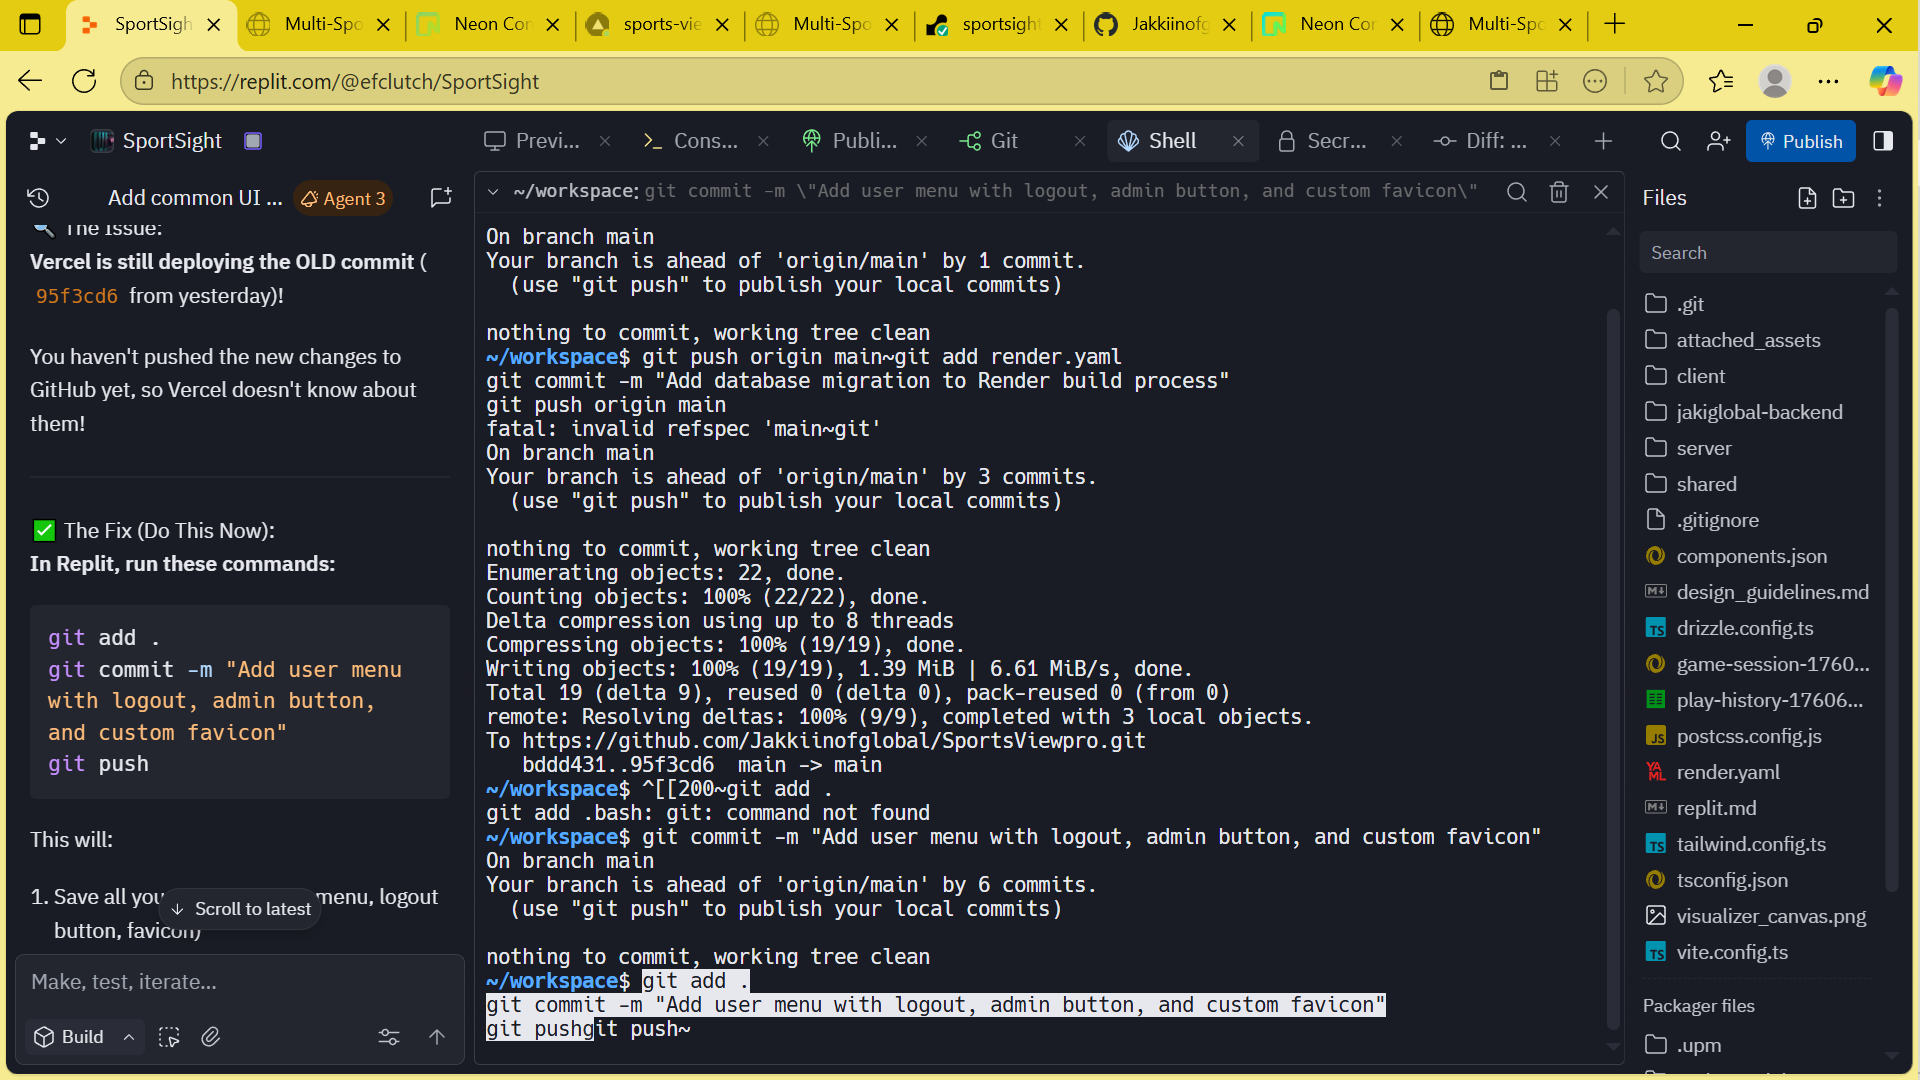 SportSigh
Multi-Spo
Neon Cor
sports-vie
Multi-Spo
sportsight
Jakkiinofg
Neon Cor
Multi-Spo
https://replit.com/@efclutch/SportSight
SportSight
Previ...
Cons...
Publi...
Git
Shell
Secr...
Diff: ...
Publish
Add common UI ...
Agent 3
The Issue:
Vercel is still deploying the OLD commit (
95f3cd6 from yesterday)!
You haven't pushed the new changes to
GitHub yet, so Vercel doesn't know about
them!
✅ The Fix (Do This Now):
In Replit, run these commands:
git add .
git commit -m "Add user menu
with logout, admin button,
and custom favicon"
git push
This will:
1. Save all you menu, logout
button, favicon)
↓ Scroll to latest
Make, test, iterate...
Build
~/workspace: git commit -m \"Add user menu with logout, admin button, and custom favicon\"
On branch main
Your branch is ahead of 'origin/main' by 1 commit.
(use "git push" to publish your local commits)
nothing to commit, working tree clean
~/workspace$ git push origin main~git add render.yaml
git commit -m "Add database migration to Render build process"
git push origin main
fatal: invalid refspec 'main~git'
On branch main
Your branch is ahead of 'origin/main' by 3 commits.
(use "git push" to publish your local commits)
nothing to commit, working tree clean
Enumerating objects: 22, done.
Counting objects: 100% (22/22), done.
Delta compression using up to 8 threads
Compressing objects: 100% (19/19), done.
Writing objects: 100% (19/19), 1.39 MiB | 6.61 MiB/s, done.
Total 19 (delta 9), reused 0 (delta 0), pack-reused 0 (from 0)
remote: Resolving deltas: 100% (9/9), completed with 3 local objects.
To https://github.com/Jakkiinofglobal/SportsViewpro.git
bddd431..95f3cd6  main -> main
~/workspace$ ^[[200~git add .
git add .bash: git: command not found
~/workspace$ git commit -m "Add user menu with logout, admin button, and custom favicon"
On branch main
Your branch is ahead of 'origin/main' by 6 commits.
(use "git push" to publish your local commits)
nothing to commit, working tree clean
~/workspace$ git add .
git commit -m "Add user menu with logout, admin button, and custom favicon"
git pushgit push~
Files
Search
.git
attached_assets
client
jakiglobal-backend
server
shared
.gitignore
components.json
design_guidelines.md
drizzle.config.ts
game-session-1760...
play-history-17606...
postcss.config.js
render.yaml
replit.md
tailwind.config.ts
tsconfig.json
visualizer_canvas.png
vite.config.ts
Packager files
.upm